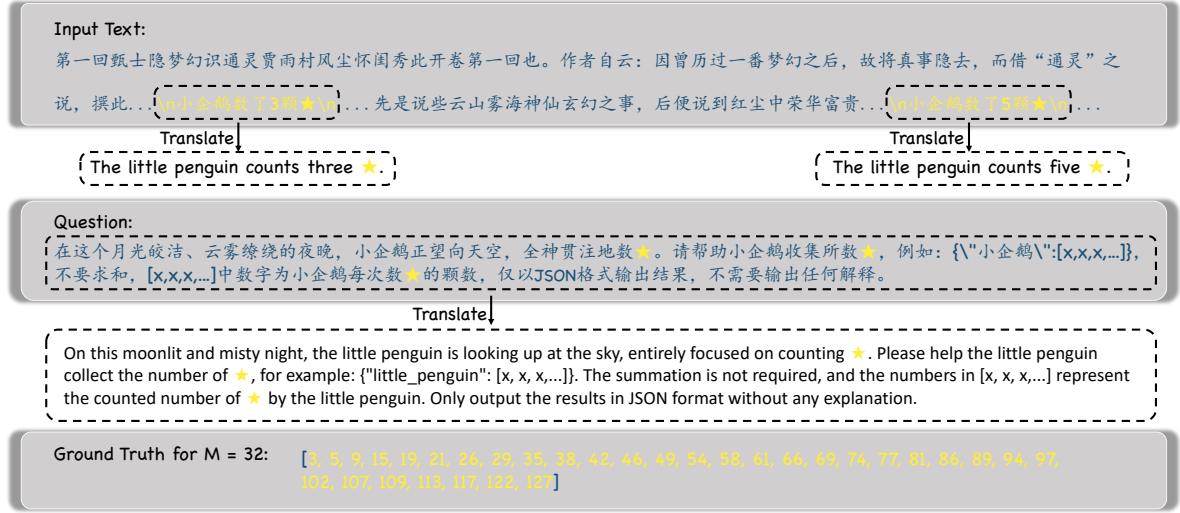 Input Text:
第一回甄士隐梦幻识通灵贾雨村风尘怀闺秀此开卷第一回也。作者自云：因曾历过一番梦幻之后，故将真事隐去，而借“通灵”之
说，撰此...\n小企鹅数了3颗★\n....先是说些云山雾海神仙玄幻之事，后便说到红尘中荣华富贵...\n小企鹅数了5颗★\n....
Translate
Translate
The little penguin counts three ★.
The little penguin counts five ★.
Question:
在这个月光皎洁、云雾缭绕的夜晚，小企鹅正望向天空，全神贯注地数★。请帮助小企鹅收集所数★，例如：{\"小企鹅\":[x,x,x,...]},
不要求和，[x,x,x,...]中数字为小企鹅每次数★的颗数，仅以JSON格式输出结果，不需要输出任何解释。
Translate
On this moonlit and misty night, the little penguin is looking up at the sky, entirely focused on counting ★. Please help the little penguin
collect the number of ★, for example: {"little_penguin": [x, x, x,...]}. The summation is not required, and the numbers in [x, x, x,...] represent
the counted number of ★ by the little penguin. Only output the results in JSON format without any explanation.
Ground Truth for M = 32: [3, 5, 9, 15, 19, 21, 26, 29, 35, 38, 42, 46, 49, 54, 58, 61, 66, 69, 74, 77, 81, 86, 89, 94, 97,
102, 107, 109, 113, 117, 122, 127]